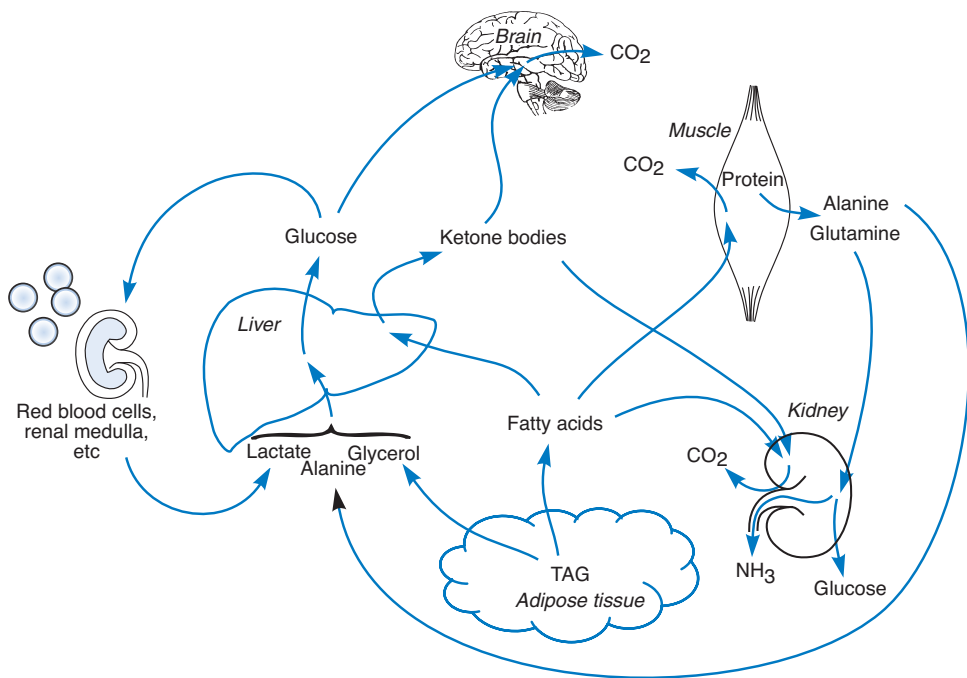 Brain
CO2
Muscle
CO2
Protein
Alanine
Glutamine
Glucose
Ketone bodies
Liver
Red blood cells,
renal medulla,
etc
Fatty acids
Kidney
Lactate
Alanine
Glycerol
CO2
TAG
Adipose tissue
NH3
Glucose